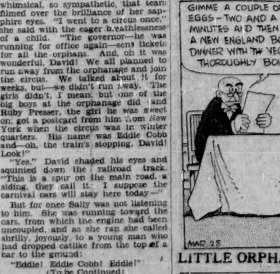 whimsical, so sympathetic, that tears
filmed over the brilliance of her sap-
phire eyes. "I went to a circus once,"
she said with the eager breathlessness
of a child. "The governor—he was
running for office again—sent tickets
for all the orphans. And, oh it was
wonderful, David! We all planned to
run away from the orphanage and join
the circus. We talked about it for
weeks, but—we didn't run away. The
girls didn't, I mean, but one of the
big boys at the orphanage did and
Ruby Presser, the girl he was sweet
on, got a postcard from him from New
York when the circus was in winter
quarters. His name was Eddie Cobb
and—oh, the train's stopping, David!
Look!"
"Yes," David shaded his eyes and
squinted down the railroad track.
"This is a spur on the main road, a
siding, they call it. I suppose the
carnival cars will stay here today—"
But for once Sally was not listening
to him. She was running toward the
cars, from which the engine had been
uncoupled, and as she ran she called
shrilly, joyously, to a young man who
had dropped catlike from the top of a
car to the ground:
"Eddie! Eddie Cobb! Eddie!"
(To be Continued)
GIMME A COUPLE O
EGGS—TWO AND A
MINUTES AND THEN
A NEW ENGLAND BO
DINNER WITH TH'
THOROUGHLY BOI
MAR. 28
LITTLE ORPH